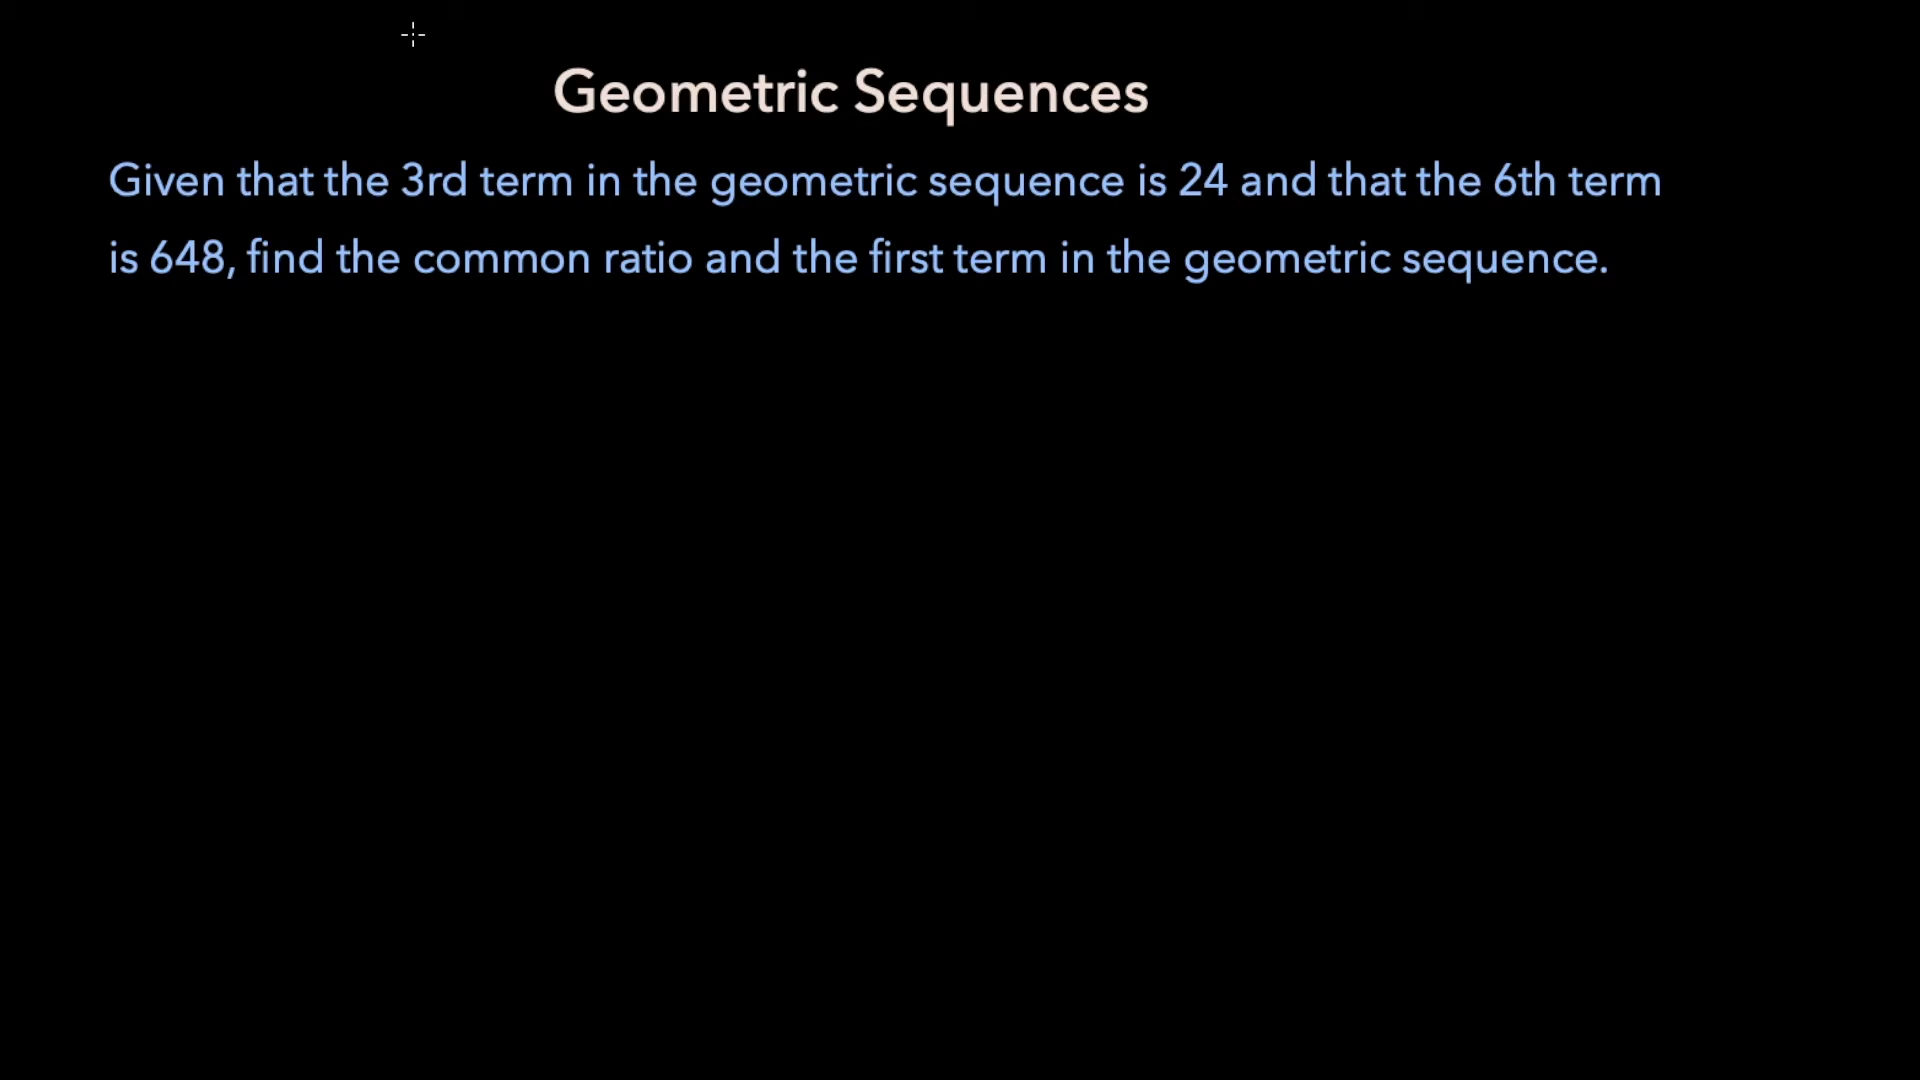 Geometric Sequences
Given that the 3rd term in the geometric sequence is 24 and that the 6th term
is 648, find the common ratio and the first term in the geometric sequence.